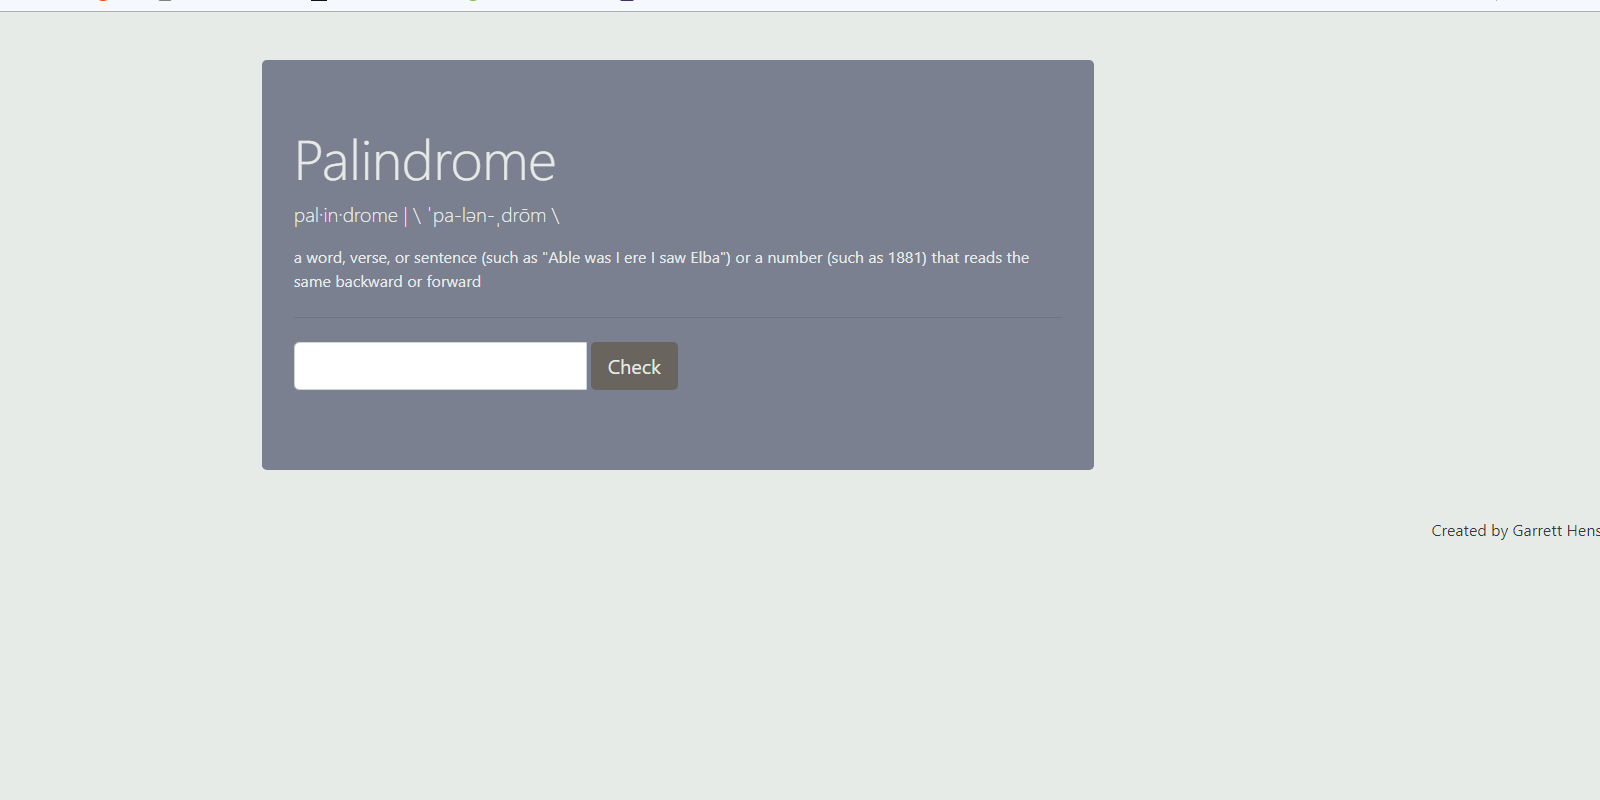 Palindrome
pal·in·drome | \ ˈpa-lən-ˌdrōm \
a word, verse, or sentence (such as "Able was I ere I saw Elba") or a number (such as 1881) that reads the
same backward or forward
Check
Created by Garrett Hens